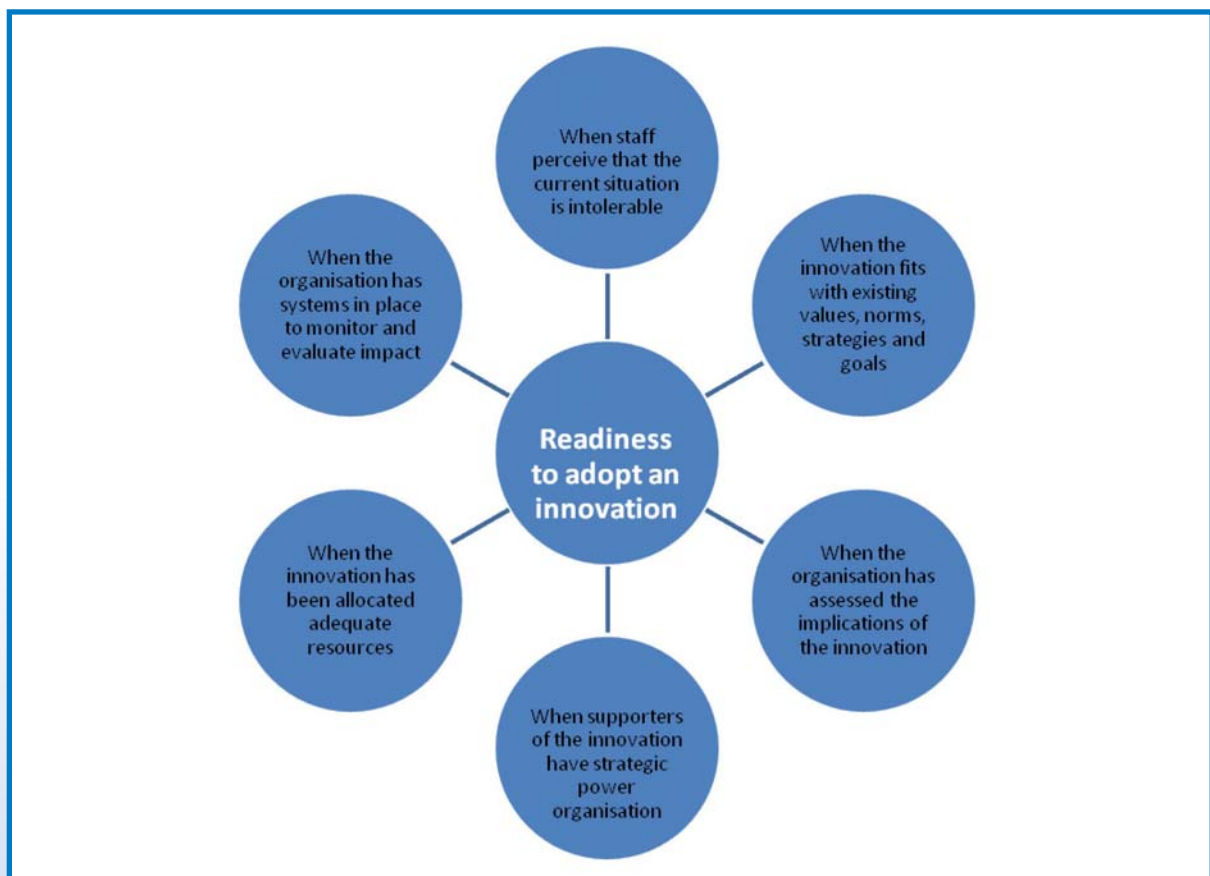 When staff
perceive that the
current situation
is intolerable
When the
innovation fits
with existing
values, norms,
strategies and
goals
When the
organisation has
assessed the
implications of
the innovation
When supporters
of the innovation
have strategic
power
organisation
When the
innovation has
been allocated
adequate
resources
When the
organisation has
systems in place
to monitor and
evaluate impact
Readiness
to adopt an
innovation